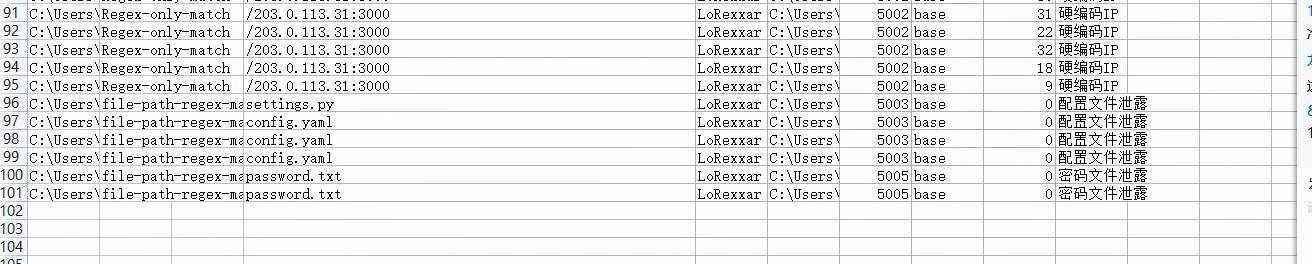 91 C:\Users\ Regex-only-match /203.0.113.31:3000 LoRexxar C:\Users\ 5002 base 31 硬编码IP
92 C:\Users\ Regex-only-match /203.0.113.31:3000 LoRexxar C:\Users\ 5002 base 22 硬编码IP
93 C:\Users\ Regex-only-match /203.0.113.31:3000 LoRexxar C:\Users\ 5002 base 32 硬编码IP
94 C:\Users\ Regex-only-match /203.0.113.31:3000 LoRexxar C:\Users\ 5002 base 18 硬编码IP
95 C:\Users\ Regex-only-match /203.0.113.31:3000 LoRexxar C:\Users\ 5002 base 9 硬编码IP
96 C:\Users\ file-path-regex-ma settings.py LoRexxar C:\Users\ 5003 base 0 配置文件泄露
97 C:\Users\ file-path-regex-ma config.yaml LoRexxar C:\Users\ 5003 base 0 配置文件泄露
98 C:\Users\ file-path-regex-ma config.yaml LoRexxar C:\Users\ 5003 base 0 配置文件泄露
99 C:\Users\ file-path-regex-ma config.yaml LoRexxar C:\Users\ 5003 base 0 配置文件泄露
100 C:\Users\ file-path-regex-ma password.txt LoRexxar C:\Users\ 5005 base 0 密码文件泄露
101 C:\Users\ file-path-regex-ma password.txt LoRexxar C:\Users\ 5005 base 0 密码文件泄露
102
103
104
105